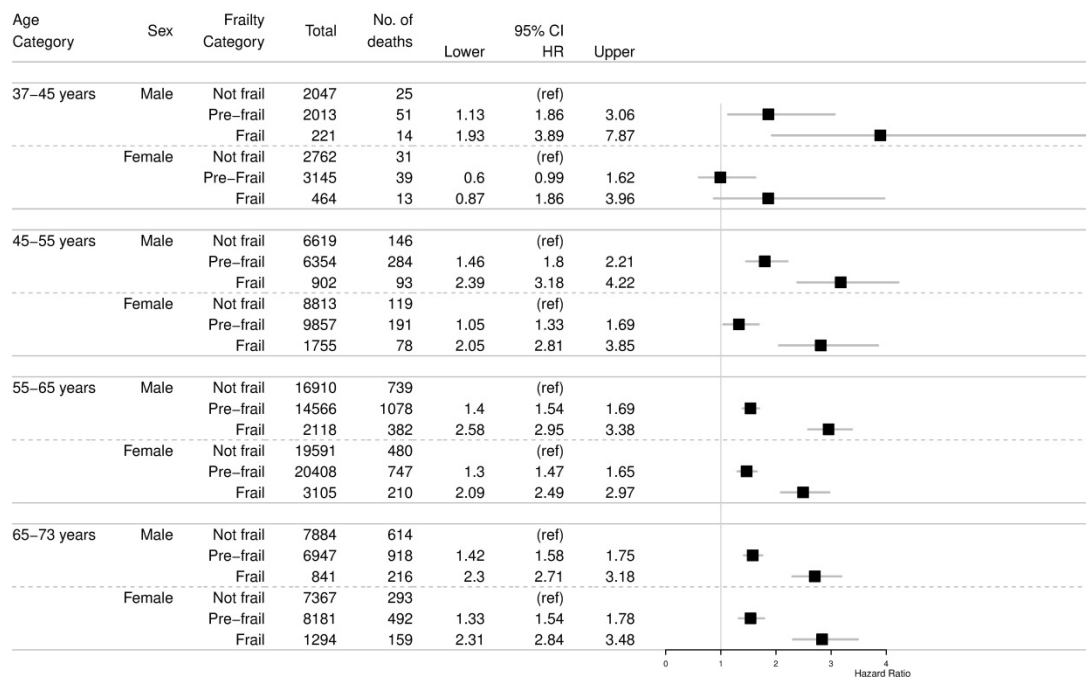 Age Category Sex Frailty Category Total No. of deaths 95% CI
Lower HR Upper
37−45 years Male Not frail 2047 25 (ref)
Pre−frail 2013 51 1.13 1.86 3.06
Frail 221 14 1.93 3.89 7.87
Female Not frail 2762 31 (ref)
Pre−Frail 3145 39 0.6 0.99 1.62
Frail 464 13 0.87 1.86 3.96
45−55 years Male Not frail 6619 146 (ref)
Pre−frail 6354 284 1.46 1.8 2.21
Frail 902 93 2.39 3.18 4.22
Female Not frail 8813 119 (ref)
Pre−frail 9857 191 1.05 1.33 1.69
Frail 1755 78 2.05 2.81 3.85
55−65 years Male Not frail 16910 739 (ref)
Pre−frail 14566 1078 1.4 1.54 1.69
Frail 2118 382 2.58 2.95 3.38
Female Not frail 19591 480 (ref)
Pre−frail 20408 747 1.3 1.47 1.65
Frail 3105 210 2.09 2.49 2.97
65−73 years Male Not frail 7884 614 (ref)
Pre−frail 6947 918 1.42 1.58 1.75
Frail 841 216 2.3 2.71 3.18
Female Not frail 7367 293 (ref)
Pre−frail 8181 492 1.33 1.54 1.78
Frail 1294 159 2.31 2.84 3.48
0 1 2 3 4
Hazard Ratio